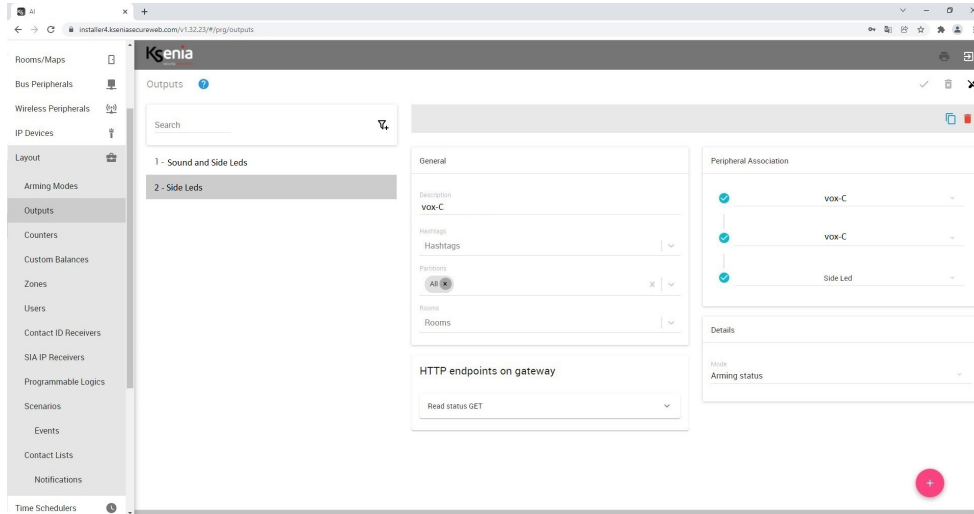 AI
installer4.kseniasecureweb.com/v1.32.23/#/prg/outputs
Ksenia
Rooms/Maps
Bus Peripherals
Wireless Peripherals
IP Devices
Layout
Arming Modes
Outputs
Counters
Custom Balances
Zones
Users
Contact ID Receivers
SIA IP Receivers
Programmable Logics
Scenarios
Events
Contact Lists
Notifications
Time Schedulers
Outputs
Search
1 - Sound and Side Leds
2 - Side Leds
General
Description
vox-C
Hashtags
Hashtags
Partitions
All
Rooms
Rooms
HTTP endpoints on gateway
Read status GET
Peripheral Association
vox-C
vox-C
Side Led
Details
Mode
Arming status